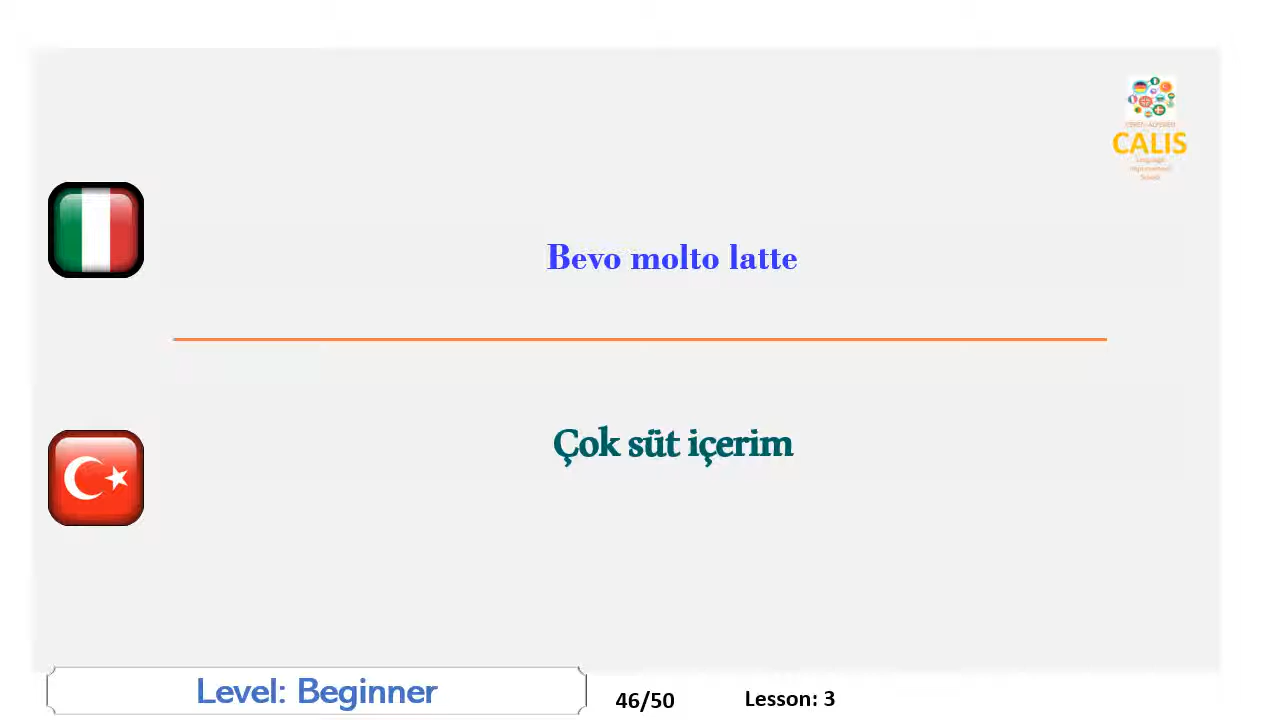 CALIS
Bevo molto latte
Çok süt içerim
Level: Beginner
46/50
Lesson: 3